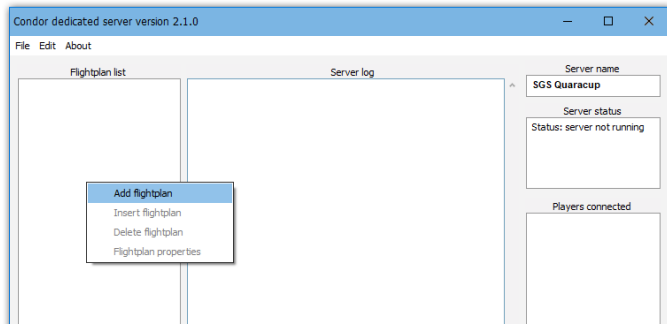 Condor dedicated server version 2.1.0
File Edit About
Flightplan list
Server log
Server name
SGS Quaracup
Server status
Status: server not running
Add flightplan
Insert flightplan
Delete flightplan
Flightplan properties
Players connected